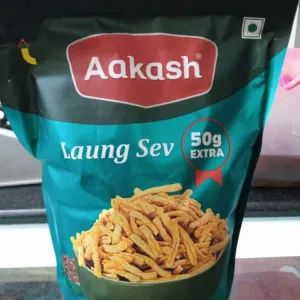 Aakash
Laung Sev
50g
EXTRA